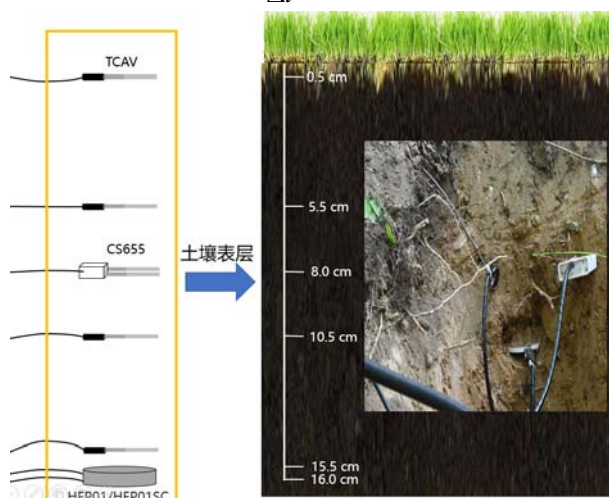 TCAV
0.5 cm
5.5 cm
CS655
土壤表层
8.0 cm
10.5 cm
15.5 cm
16.0 cm
HFP01/HFP01SC